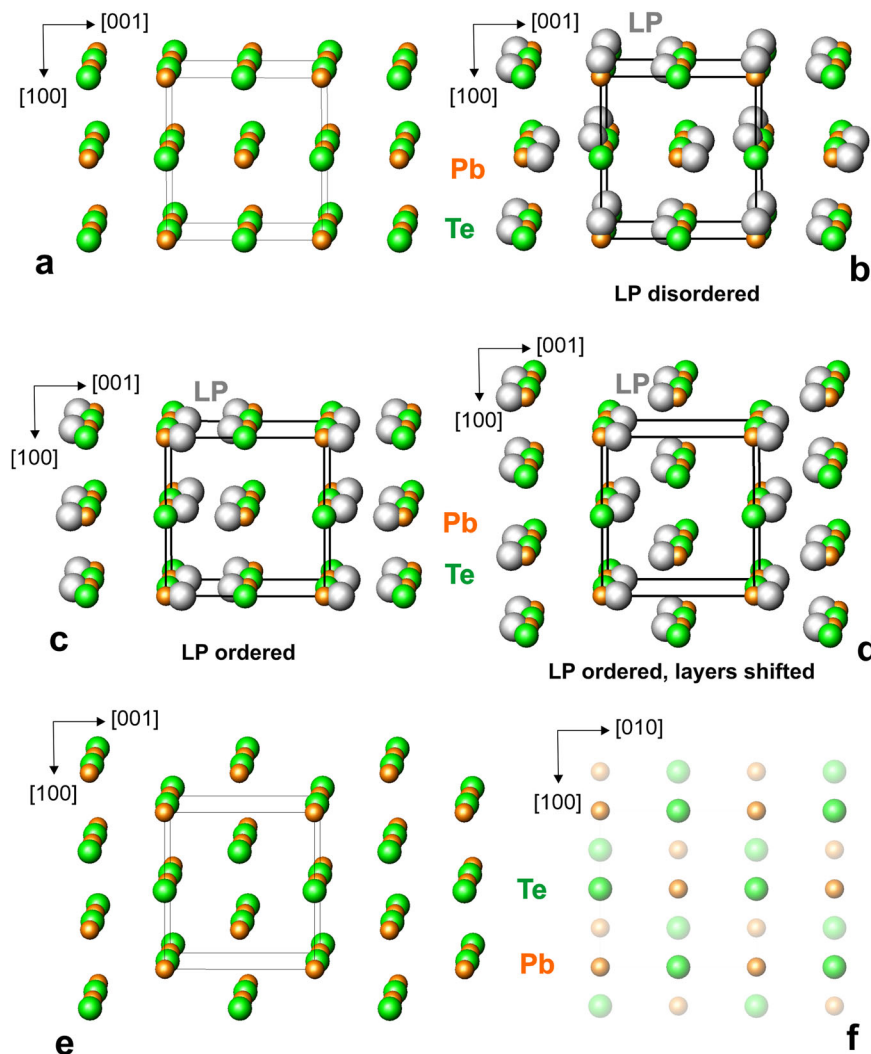 [001]
[100]
a
[001]
LP
[100]
Pb
Te
b
LP disordered
[001]
LP
[100]
c
LP ordered
[001]
LP
[100]
Pb
Te
d
LP ordered, layers shifted
[001]
[100]
e
[010]
[100]
Te
Pb
f